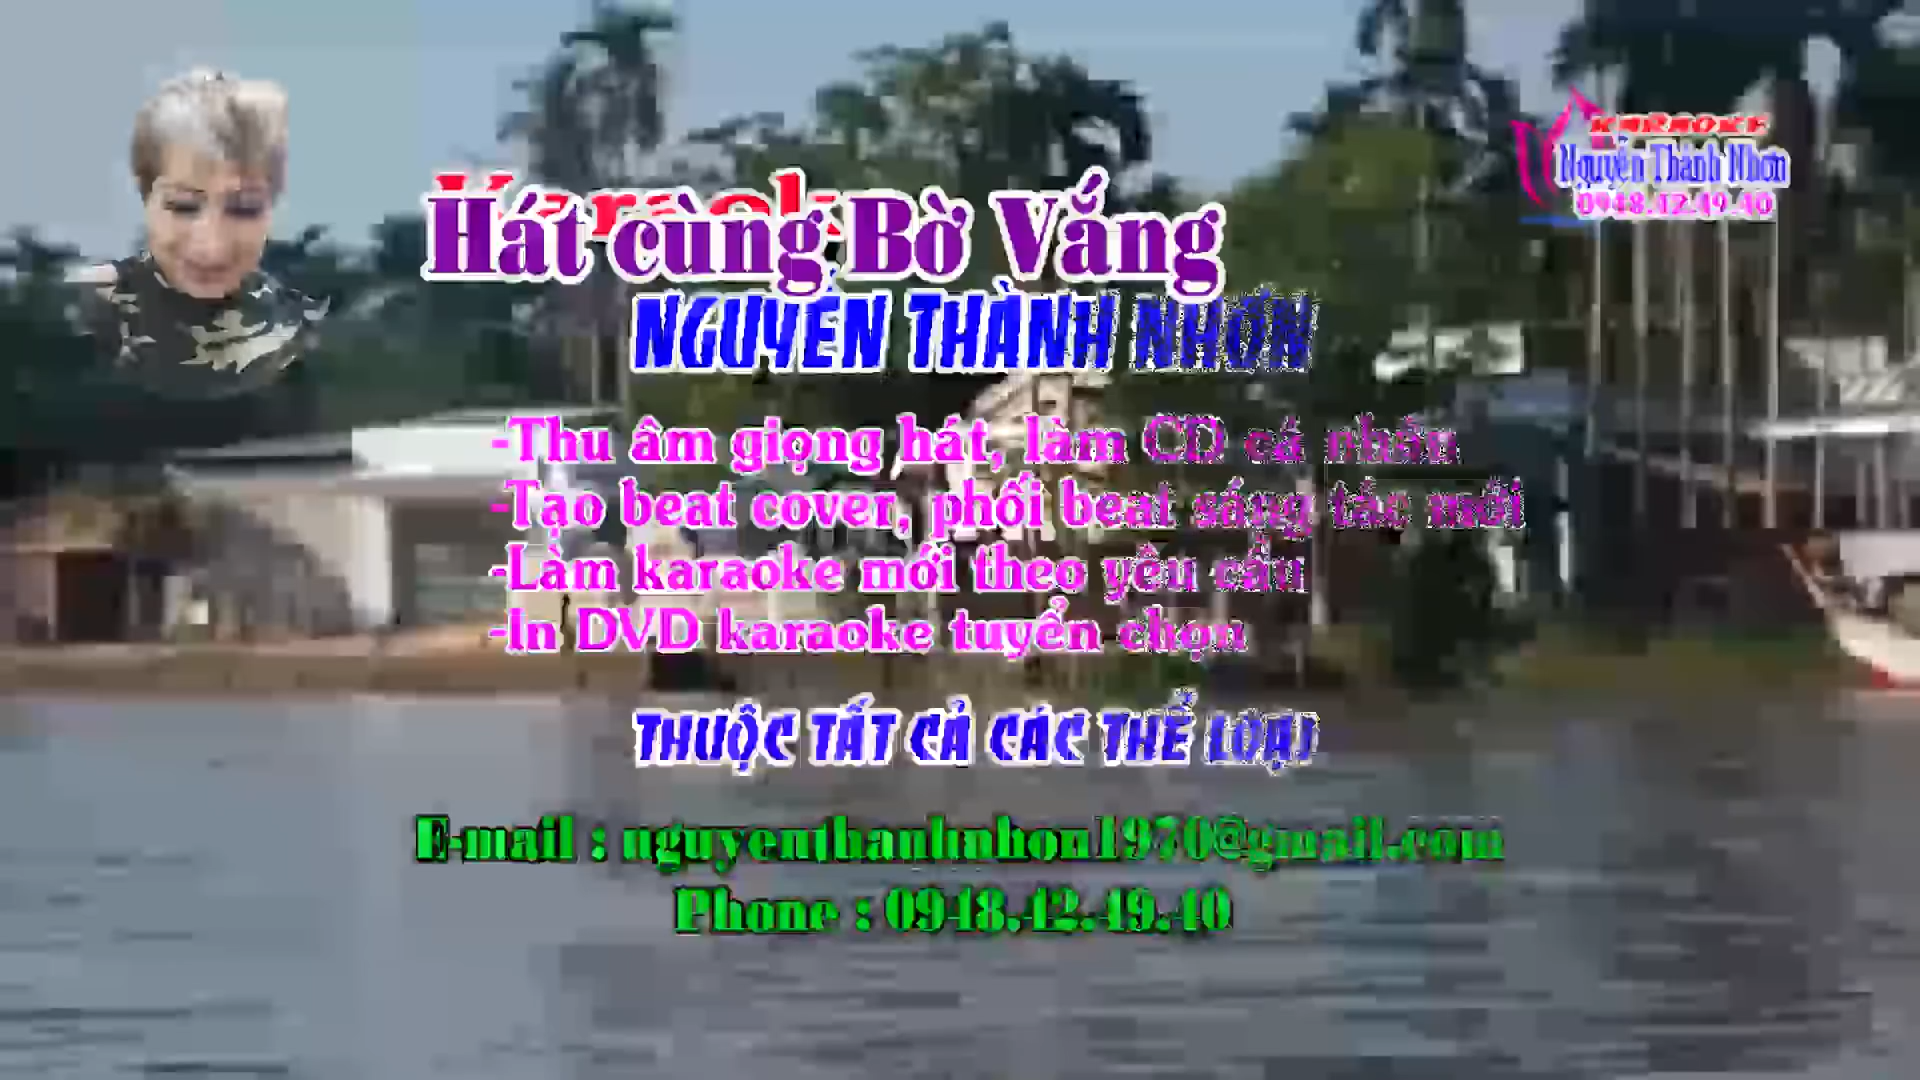 KARAOKE
Nguyễn Thành Nhơn
0948.42.49.40
Karaok
Hát cùng Bờ Vắng
NGUYỄN THÀNH NHƠN
-Thu âm giọng hát, làm CD cá nhân
-Tạo beat cover, phối beat sáng tác mới
-Làm karaoke mới theo yêu cầu
-In DVD karaoke tuyển chọn
THUỘC TẤT CẢ CÁC THỂ LOẠI
E-mail : nguyenthanhnhon1970@gmail.com
Phone : 0948.42.49.40